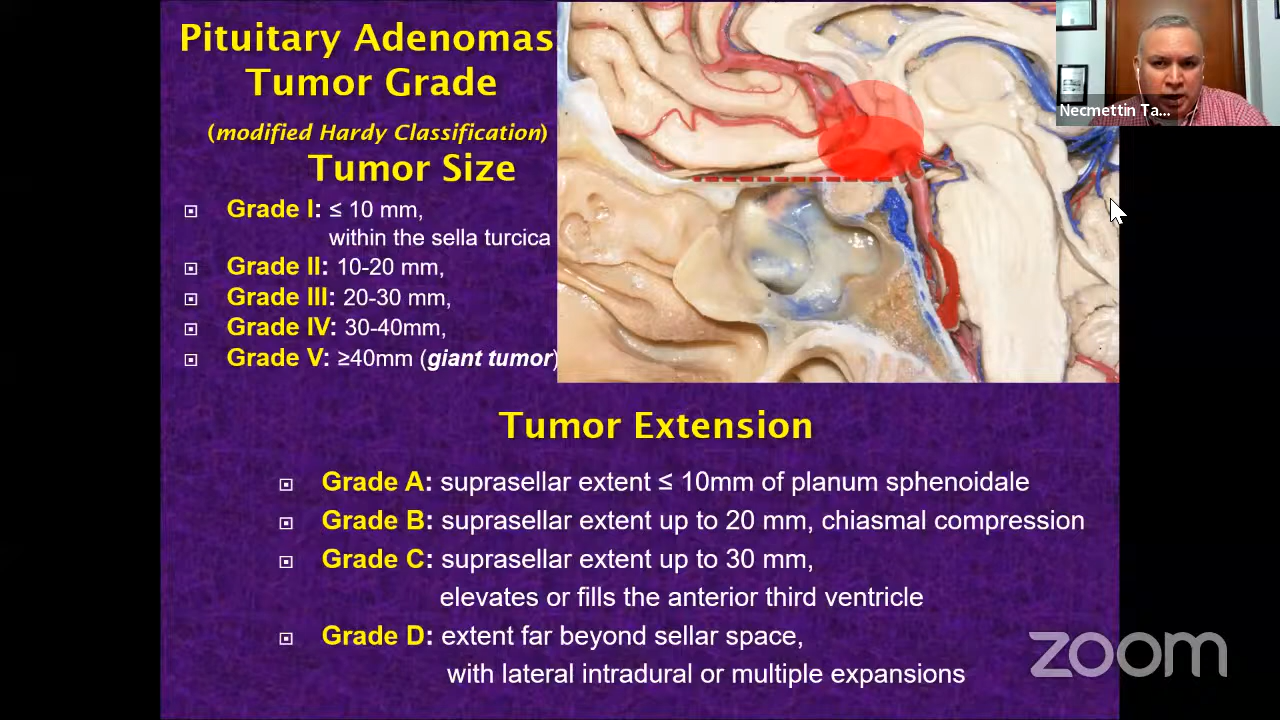 Pituitary Adenomas
Tumor Grade
(modified Hardy Classification)
Tumor Size
Grade I: ≤ 10 mm,
within the sella turcica
Grade II: 10-20 mm,
Grade III: 20-30 mm,
Grade IV: 30-40mm,
Grade V: ≥40mm (giant tumor)
Necmettin Ta...
Tumor Extension
Grade A: suprasellar extent ≤ 10mm of planum sphenoidale
Grade B: suprasellar extent up to 20 mm, chiasmal compression
Grade C: suprasellar extent up to 30 mm,
elevates or fills the anterior third ventricle
Grade D: extent far beyond sellar space,
with lateral intradural or multiple expansions
zoom